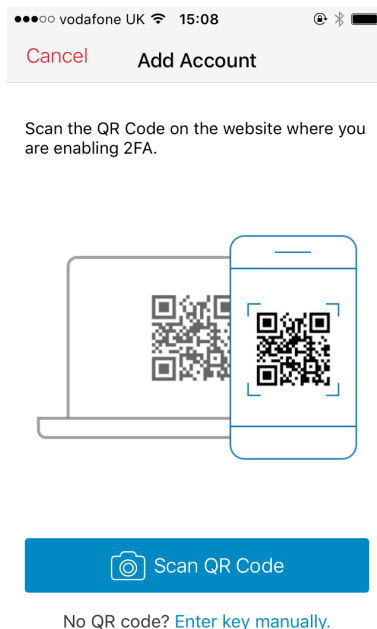 vodafone UK 15:08
Cancel Add Account
Scan the QR Code on the website where you
are enabling 2FA.
Scan QR Code
No QR code? Enter key manually.